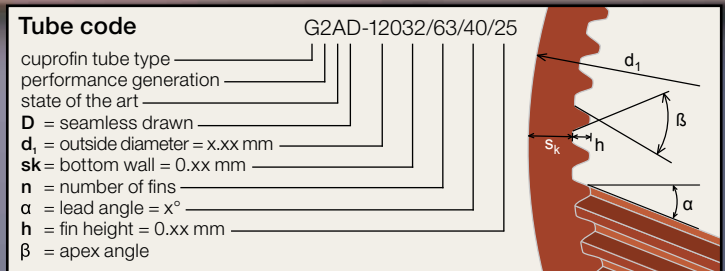 Tube code
G2AD-12032/63/40/25
cuprofin tube type
performance generation
state of the art
D = seamless drawn
d₁ = outside diameter = x.xx mm
sk = bottom wall = 0.xx mm
n = number of fins
α = lead angle = x°
h = fin height = 0.xx mm
β = apex angle
d₁
ß
sₖ
h
α